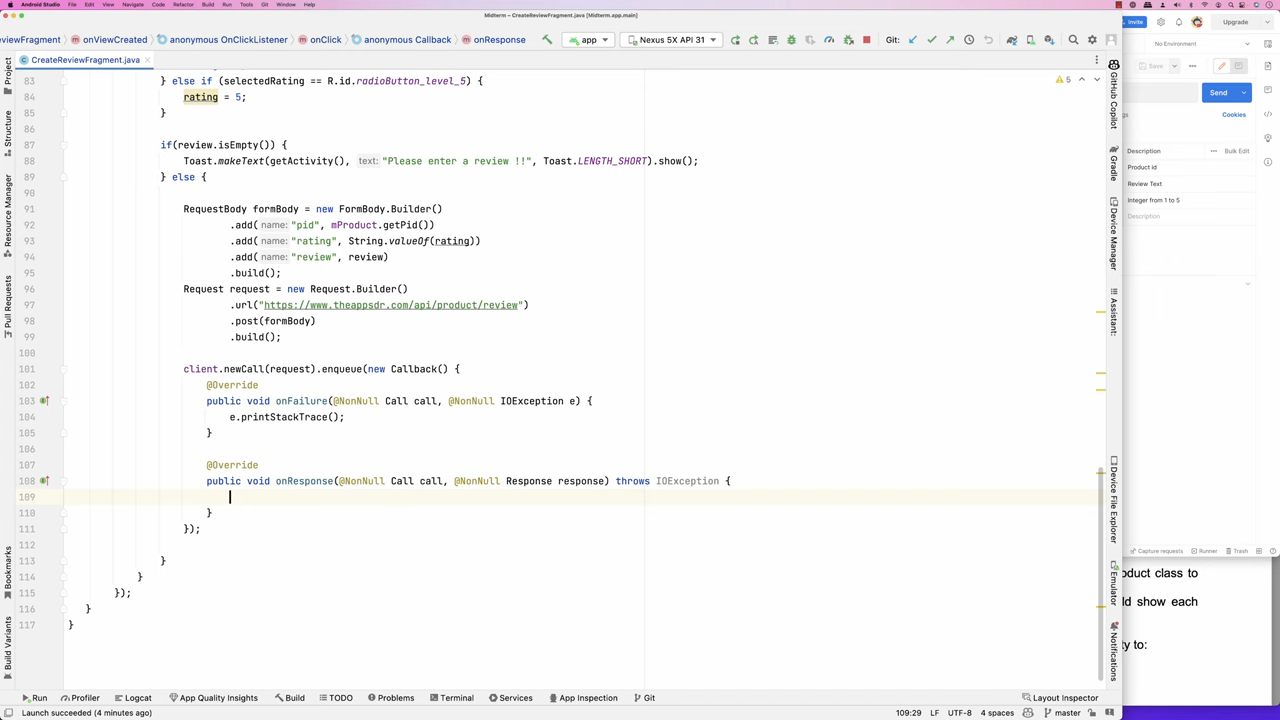 Android Studio File Edit View Navigate Code Refactor Build Run Tools Git Window Help
Midterm – CreateReviewFragment.java [Midterm.app.main]
viewFragment onViewCreated anonymous OnClickListener onClick anonymous Callback onResponse app Nexus 5X API 31 Git:
Invite Upgrade
No Environment
Save
Send
Cookies
Description Bulk Edit
Product id
Review Text
Integer from 1 to 5
Description
Capture requests Runner Trash
oduct class to
ld show each
ty to:
CreateReviewFragment.java
5
83 } else if (selectedRating == R.id.radioButton_level_5) {
84 rating = 5;
85 }
86
87 if(review.isEmpty()) {
88 Toast.makeText(getActivity(), text: "Please enter a review !!", Toast.LENGTH_SHORT).show();
89 } else {
90
91 RequestBody formBody = new FormBody.Builder()
92 .add( name: "pid", mProduct.getPid())
93 .add( name: "rating", String.valueOf(rating))
94 .add( name: "review", review)
95 .build();
96 Request request = new Request.Builder()
97 .url("https://www.theappsdr.com/api/product/review")
98 .post(formBody)
99 .build();
100
101 client.newCall(request).enqueue(new Callback() {
102 @Override
103 public void onFailure(@NonNull Call call, @NonNull IOException e) {
104 e.printStackTrace();
105 }
106
107 @Override
108 public void onResponse(@NonNull Call call, @NonNull Response response) throws IOException {
109
110 }
111 });
112
113 }
114 }
115 });
116 }
117 }
Project
Structure
Resource Manager
Pull Requests
Bookmarks
Build Variants
GitHub Copilot
Gradle
Device Manager
Assistant:
Device File Explorer
Emulator
Notifications
Run Profiler Logcat App Quality Insights Build TODO Problems Terminal Services App Inspection Git Layout Inspector
Launch succeeded (4 minutes ago) 109:29 LF UTF-8 4 spaces master